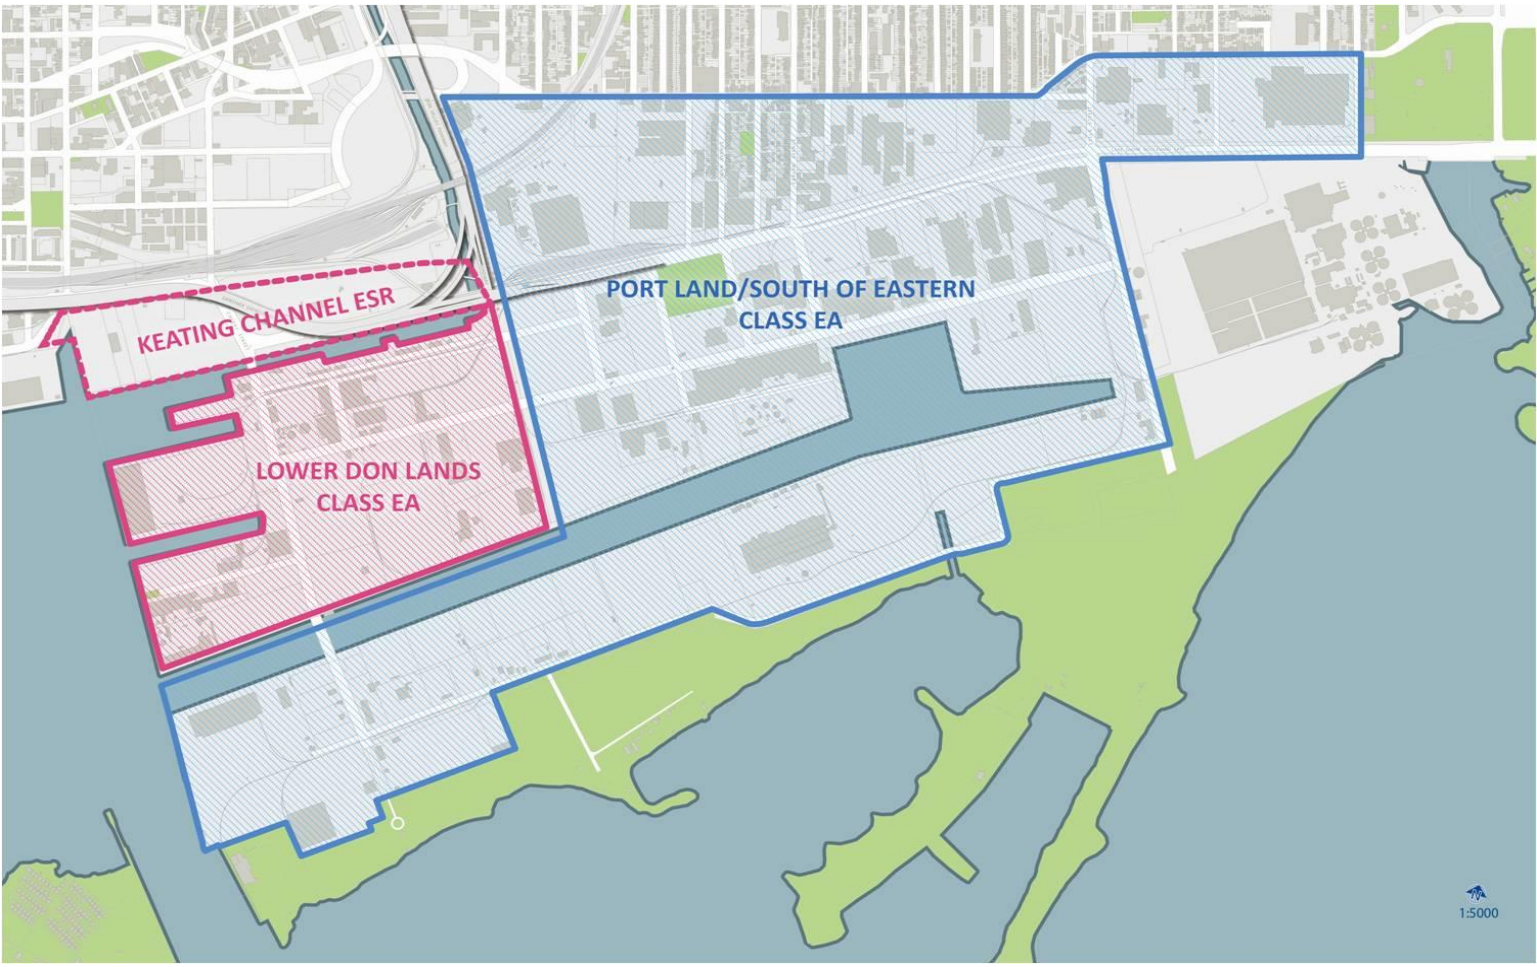 KEATING CHANNEL ESR
PORT LAND/SOUTH OF EASTERN
CLASS EA
LOWER DON LANDS
CLASS EA
1:5000